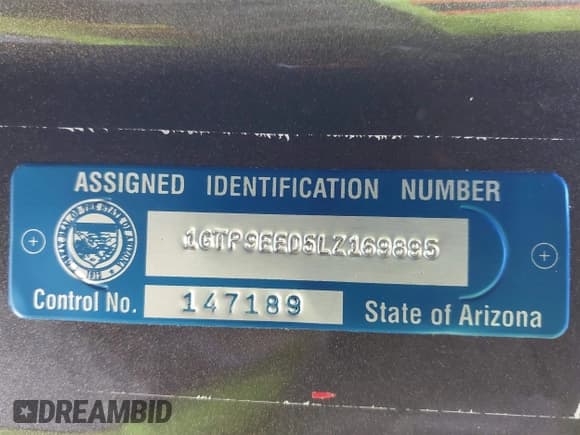 ASSIGNED IDENTIFICATION NUMBER
1GTP9EED5LZ169895
Control No. 147189 State of Arizona
DREAMBID